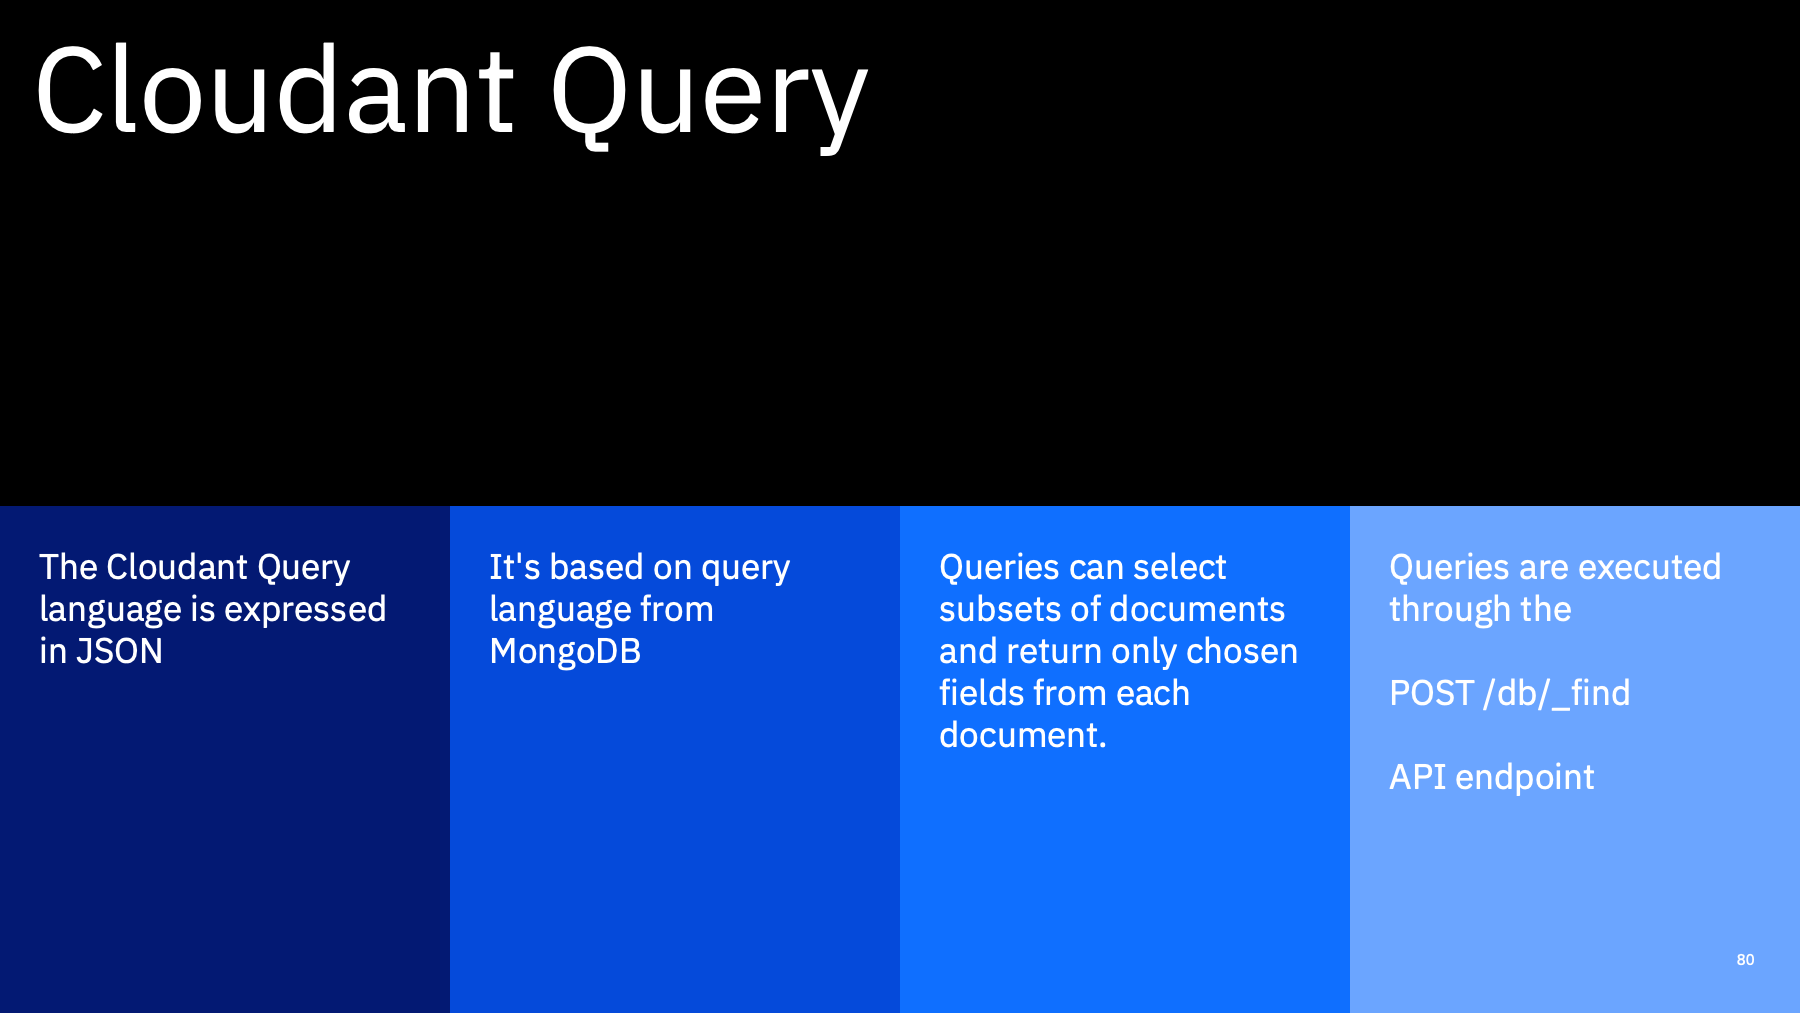 Cloudant Query
The Cloudant Query
language is expressed
in JSON
It's based on query
language from
MongoDB
Queries can select
subsets of documents
and return only chosen
fields from each
document.
Queries are executed
through the
POST /db/_find
API endpoint
80